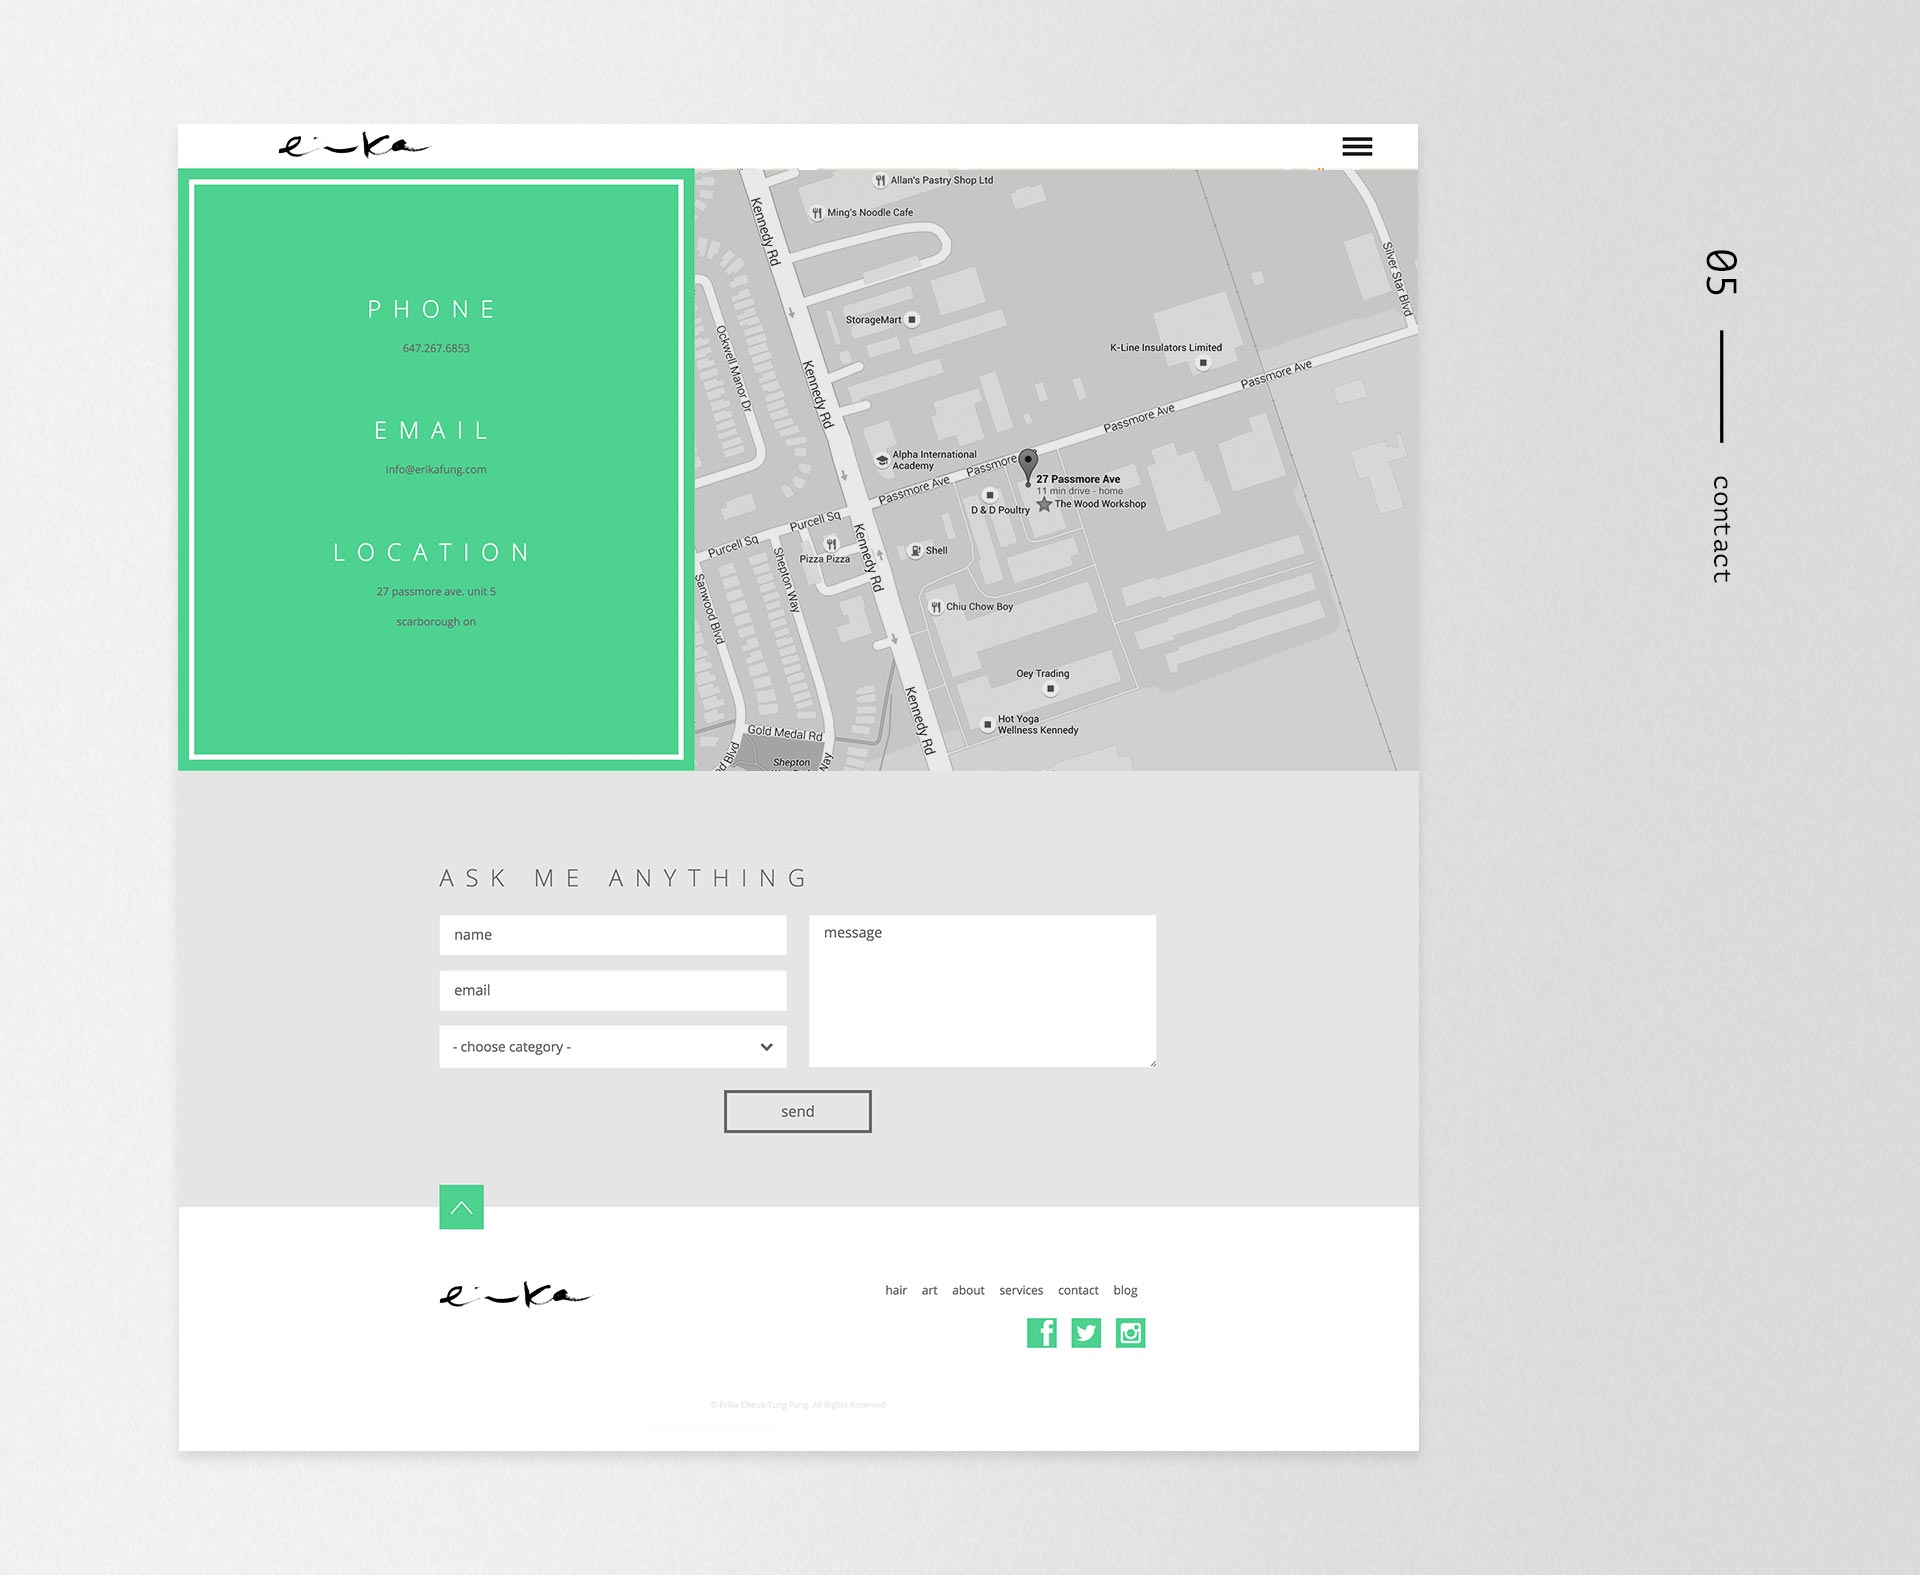 erika
PHONE
647.267.6853
EMAIL
info@erikafung.com
LOCATION
27 passmore ave. unit 5
scarborough on
Allan's Pastry Shop Ltd
Ming's Noodle Cafe
Kennedy Rd
Silver Star Blvd
StorageMart
K-Line Insulators Limited
Ockwell Manor Dr
Kennedy Rd
Passmore Ave
Passmore Ave
Alpha International
Academy
Passmore
Passmore Ave
27 Passmore Ave
11 min drive - home
The Wood Workshop
D & D Poultry
Purcell Sq
Purcell Sq
Pizza Pizza
Kennedy Rd
Shell
Sanwood Blvd
Shepton Way
Chiu Chow Boy
Oey Trading
Hot Yoga
Wellness Kennedy
Kennedy Rd
Gold Medal Rd
Shepton
Blvd
Way
ASK ME ANYTHING
name
email
- choose category -
message
send
erika
hair art about services contact blog
© Erika Cheuk-Tung Fung. All Rights Reserved
05
contact